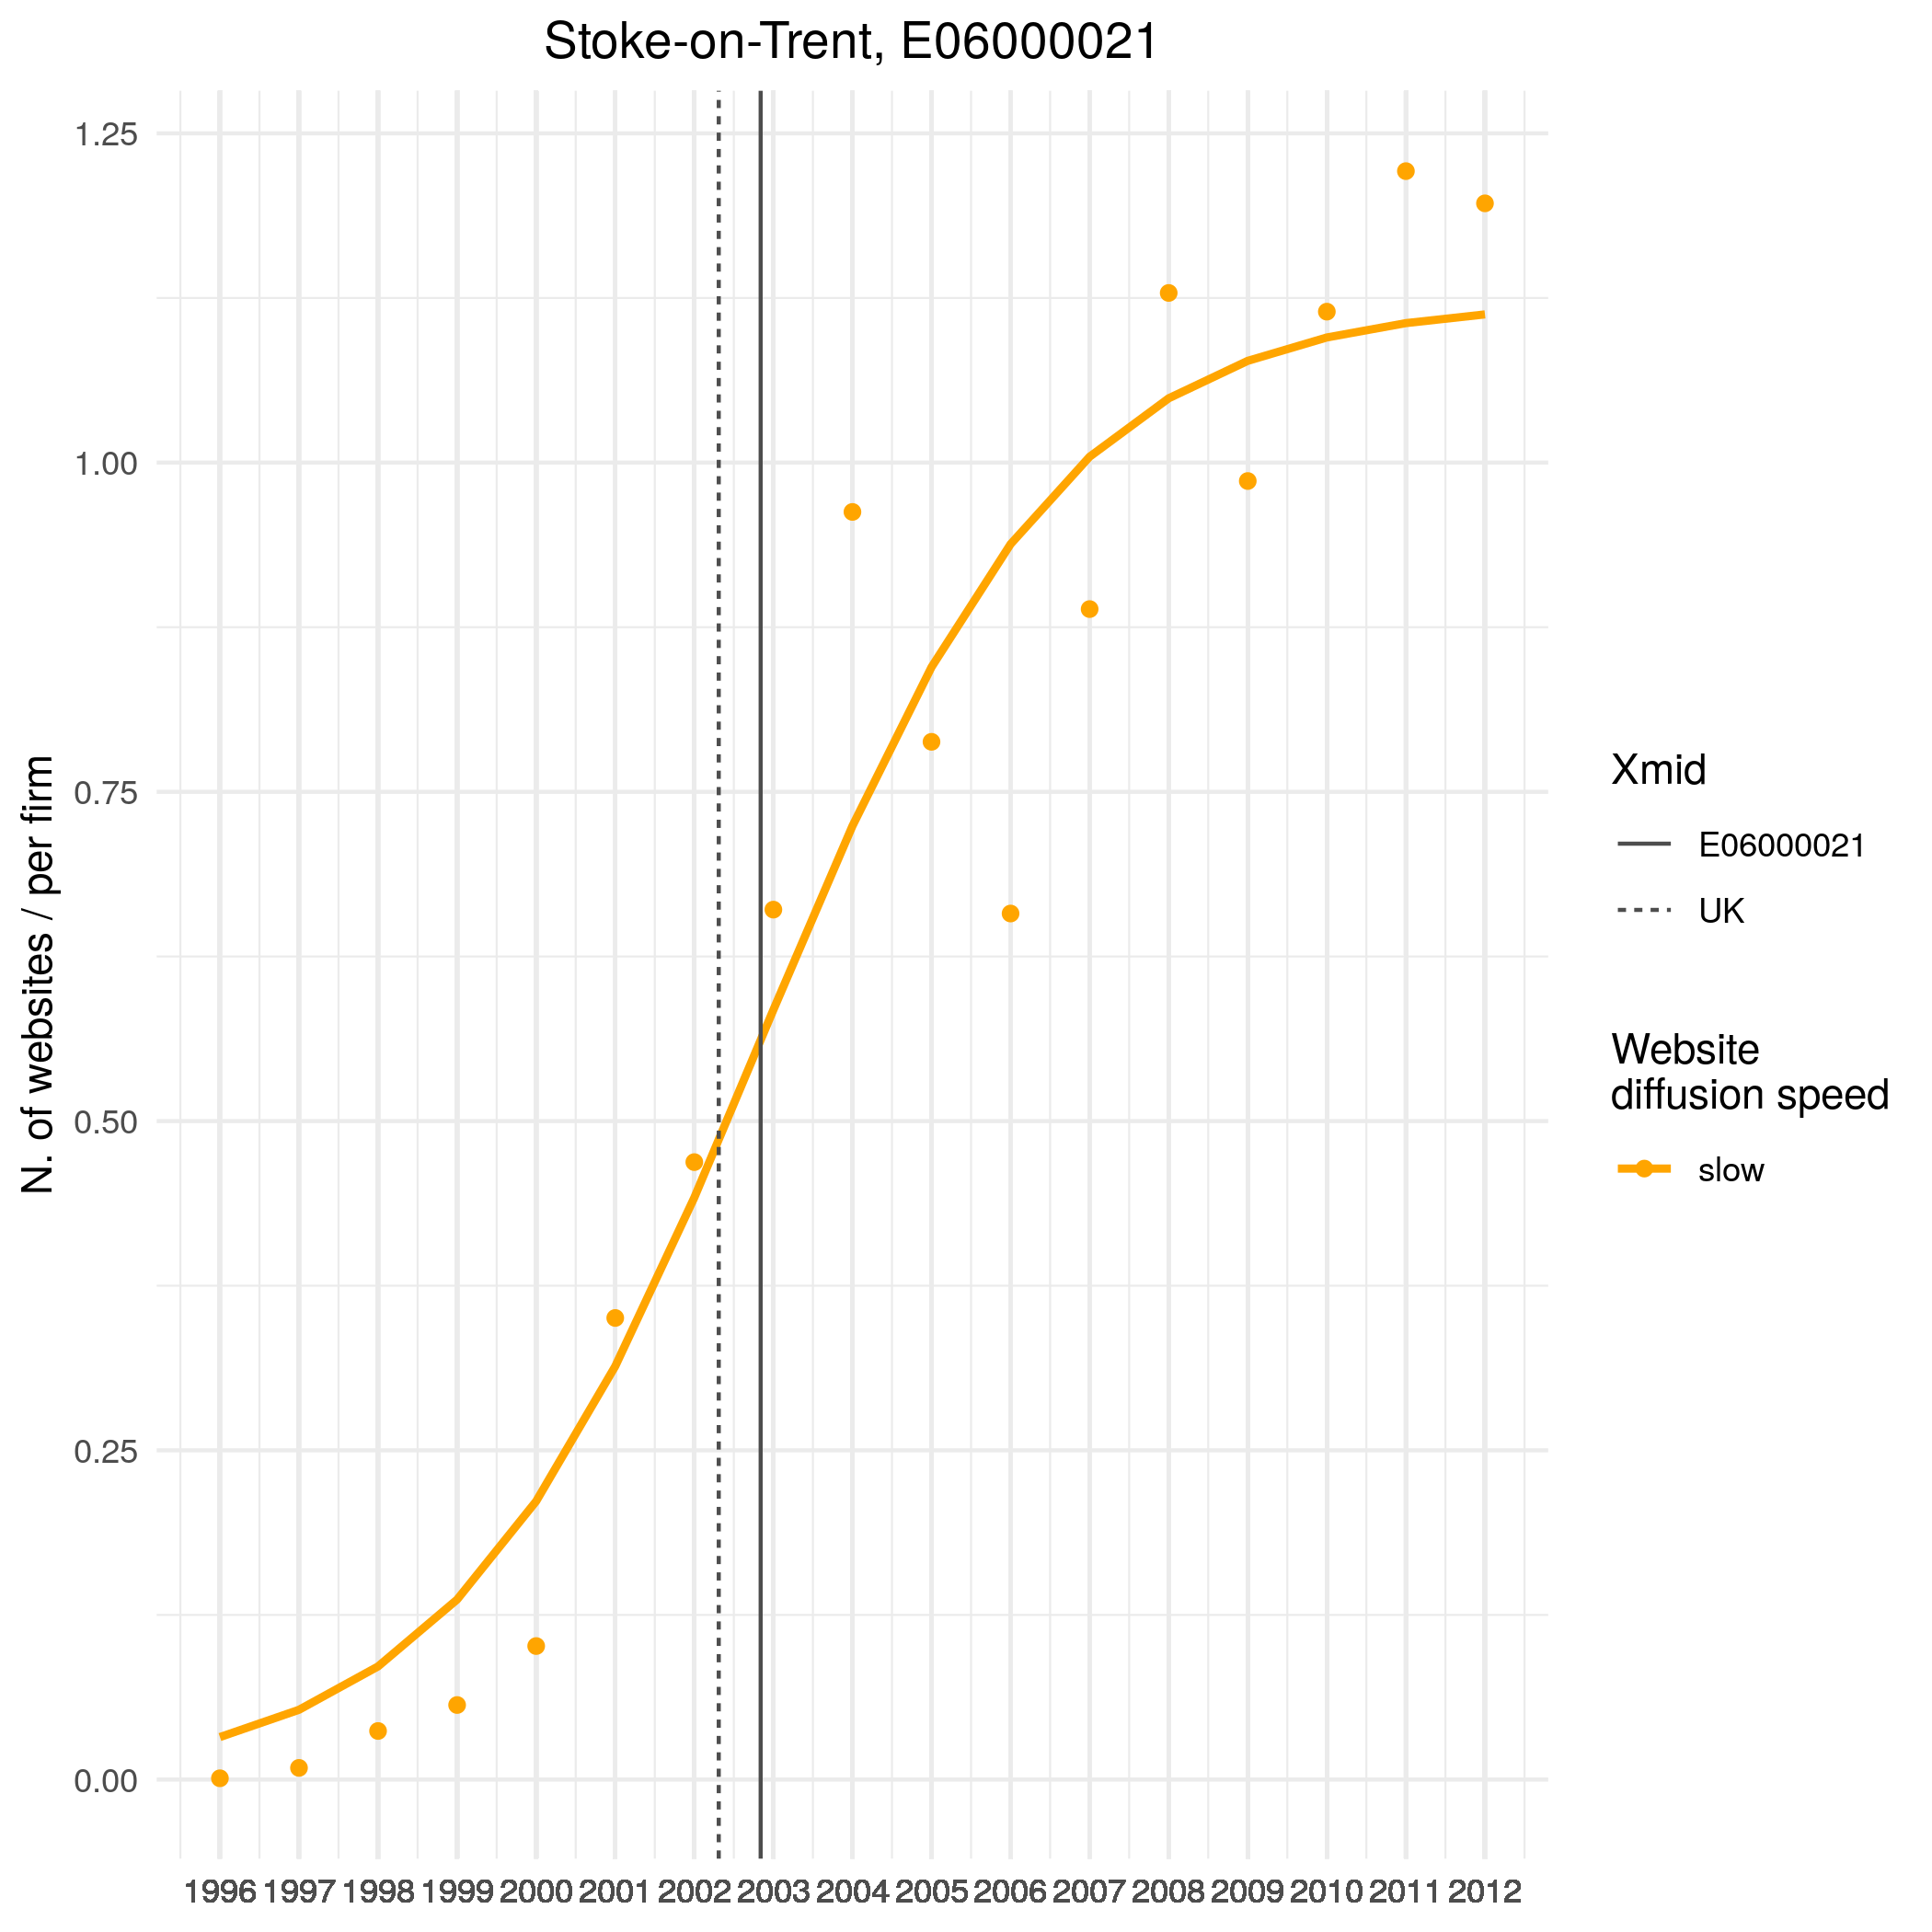 Stoke-on-Trent, E06000021
1.25
1.00
0.75
0.50
0.25
0.00
N. of websites / per firm
1996 1997 1998 1999 2000 2001 2002 2003 2004 2005 2006 2007 2008 2009 2010 2011 2012
Xmid
E06000021
UK
Website
diffusion speed
slow